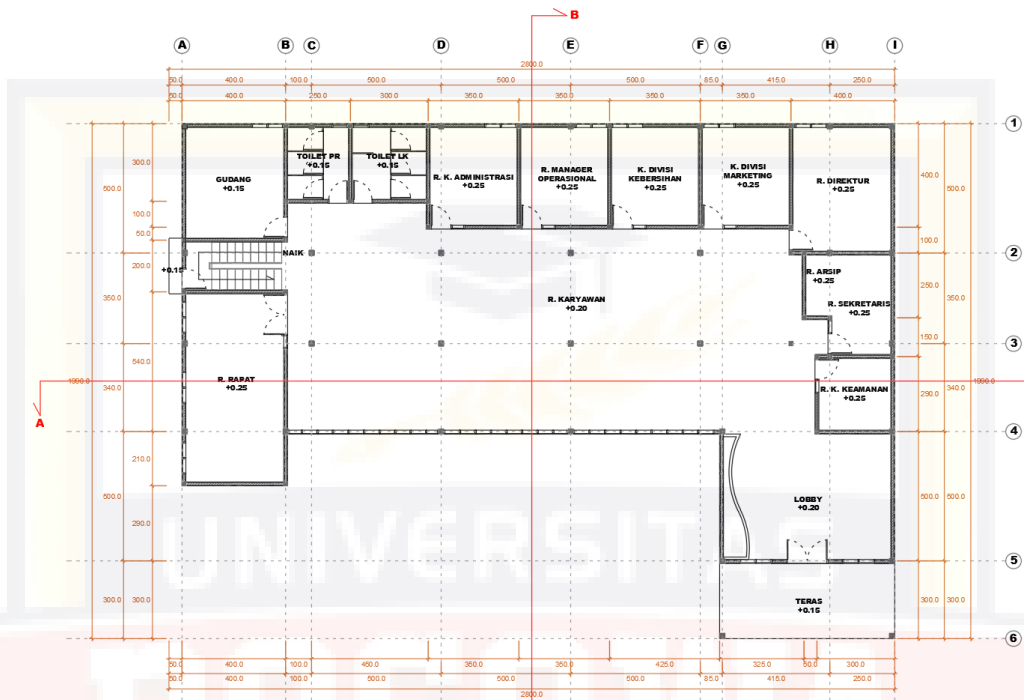 B
A B C D E F G H I
2800.0
50.0 400.0 100.0 500.0 500.0 500.0 85.0 415.0 250.0
50.0 400.0 250.0 300.0 350.0 350.0 350.0 350.0 400.0
1
300.0
500.0
100.0
50.0
200.0
350.0
540.0
1990.0
340.0
210.0
500.0
290.0
300.0 300.0
A
GUDANG
+0.15
TOILET PR
+0.15
TOILET LK
+0.15
R. K. ADMINISTRASI
+0.25
R. MANAGER
OPERASIONAL
+0.25
K. DIVISI
KEBERSIHAN
+0.25
K. DIVISI
MARKETING
+0.25
R. DIREKTUR
+0.25
400.0 500.0
100.0
NAIK
2
+0.15
R. ARSIP
+0.25
250.0
350.0
R. KARYAWAN
+0.20
R. SEKRETARIS
+0.25
150.0
3
R. RAPAT
+0.25
1990.0
R. K. KEAMANAN
+0.25
290.0
340.0
4
LOBBY
+0.20
500.0 500.0
UNIVERSITAS
5
TERAS
+0.15
300.0 300.0
6
50.0 400.0 100.0 450.0 350.0 350.0 425.0 85.0 325.0 50.0 300.0
50.0 400.0 100.0 500.0 500.0 500.0 85.0 415.0 250.0
2800.0